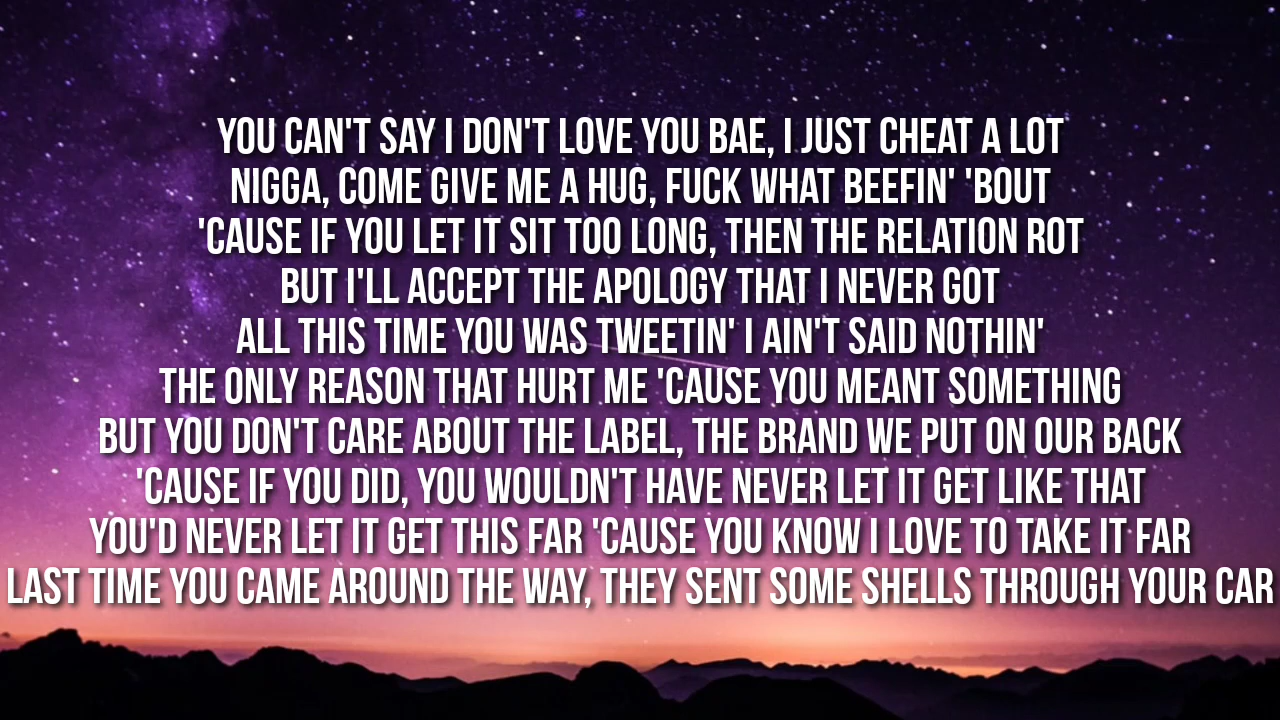 YOU CAN'T SAY I DON'T LOVE YOU BAE, I JUST CHEAT A LOT
NIGGA, COME GIVE ME A HUG, FUCK WHAT BEEFIN' 'BOUT
'CAUSE IF YOU LET IT SIT TOO LONG, THEN THE RELATION ROT
BUT I'LL ACCEPT THE APOLOGY THAT I NEVER GOT
ALL THIS TIME YOU WAS TWEETIN' I AIN'T SAID NOTHIN'
THE ONLY REASON THAT HURT ME 'CAUSE YOU MEANT SOMETHING
BUT YOU DON'T CARE ABOUT THE LABEL, THE BRAND WE PUT ON OUR BACK
'CAUSE IF YOU DID, YOU WOULDN'T HAVE NEVER LET IT GET LIKE THAT
YOU'D NEVER LET IT GET THIS FAR 'CAUSE YOU KNOW I LOVE TO TAKE IT FAR
LAST TIME YOU CAME AROUND THE WAY, THEY SENT SOME SHELLS THROUGH YOUR CAR